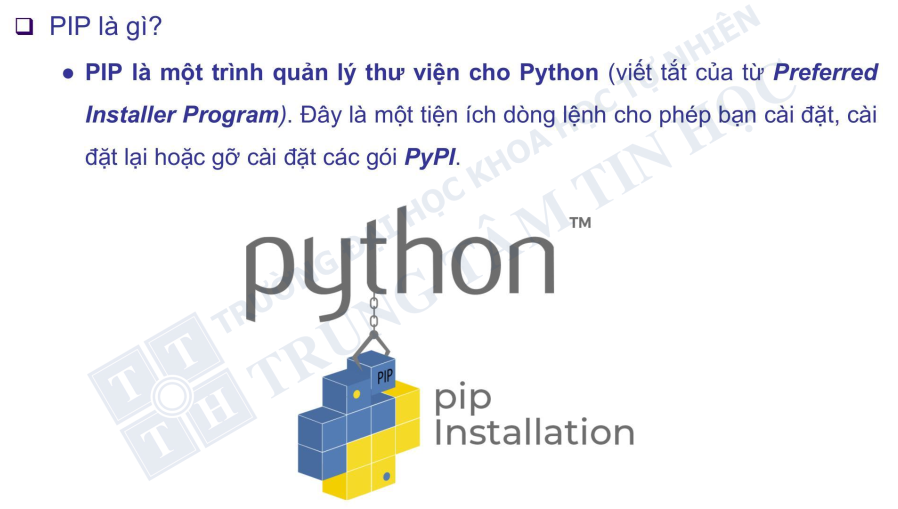 PIP là gì?
PIP là một trình quản lý thư viện cho Python (viết tắt của từ Preferred
Installer Program). Đây là một tiện ích dòng lệnh cho phép bạn cài đặt, cài
đặt lại hoặc gỡ cài đặt các gói PyPI.
TRƯỜNG ĐẠI HỌC KHOA HỌC TỰ NHIÊN
TRUNG TÂM TIN HỌC
T T
T H
python TM
PIP
pip
Installation